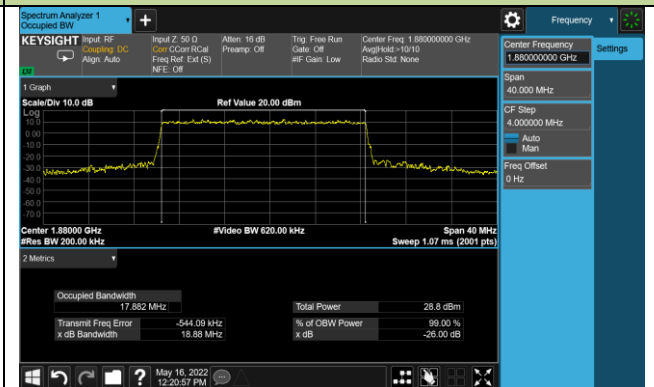 Spectrum Analyzer 1
Occupied BW
+
Frequency
KEYSIGHT Input: RF
Coupling: DC
Align: Auto
Input Z: 50 Ω
Corr CCorr RCal
Freq Ref: Ext (S)
NFE: Off
Atten: 16 dB
Preamp: Off
Trig: Free Run
Gate: Off
#IF Gain: Low
Center Freq: 1.880000000 GHz
Avg|Hold:>10/10
Radio Std: None
Center Frequency
1.880000000 GHz
Settings
Span
40.000 MHz
CF Step
4.000000 MHz
Auto
Man
Freq Offset
0 Hz
1 Graph
Scale/Div 10.0 dB
Ref Value 20.00 dBm
Log
10.0
0.00
-10.0
-20.0
-30.0
-40.0
-50.0
-60.0
-70.0
Center 1.88000 GHz
#Video BW 620.00 kHz
Span 40 MHz
#Res BW 200.00 kHz
Sweep 1.07 ms (2001 pts)
2 Metrics
Occupied Bandwidth
17.882 MHz
Total Power 28.8 dBm
Transmit Freq Error -544.09 kHz
% of OBW Power 99.00 %
x dB Bandwidth 18.88 MHz
x dB -26.00 dB
? May 16, 2022
12:20:57 PM